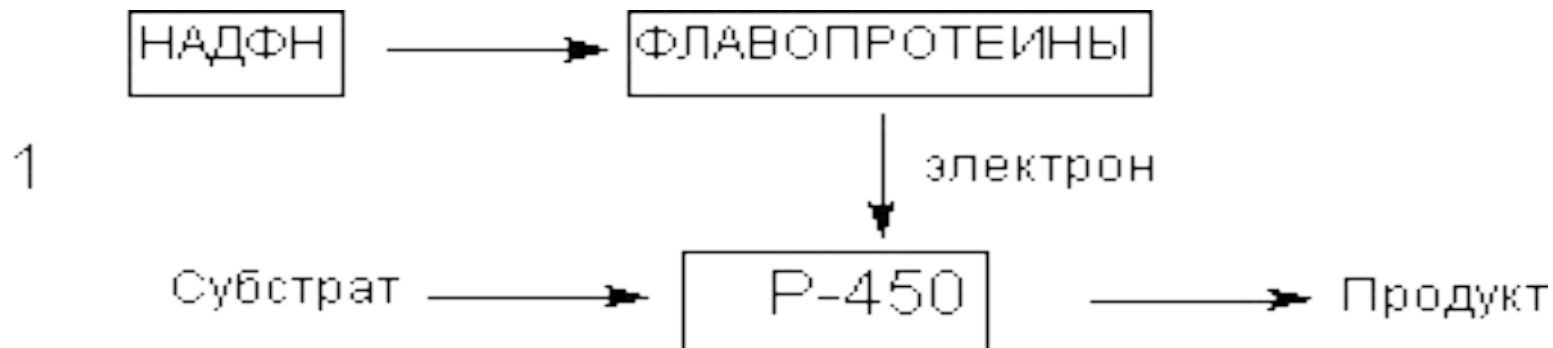 НАДФН
ФЛАВОПРОТЕИНЫ
1
электрон
Субстрат
Р-450
Продукт